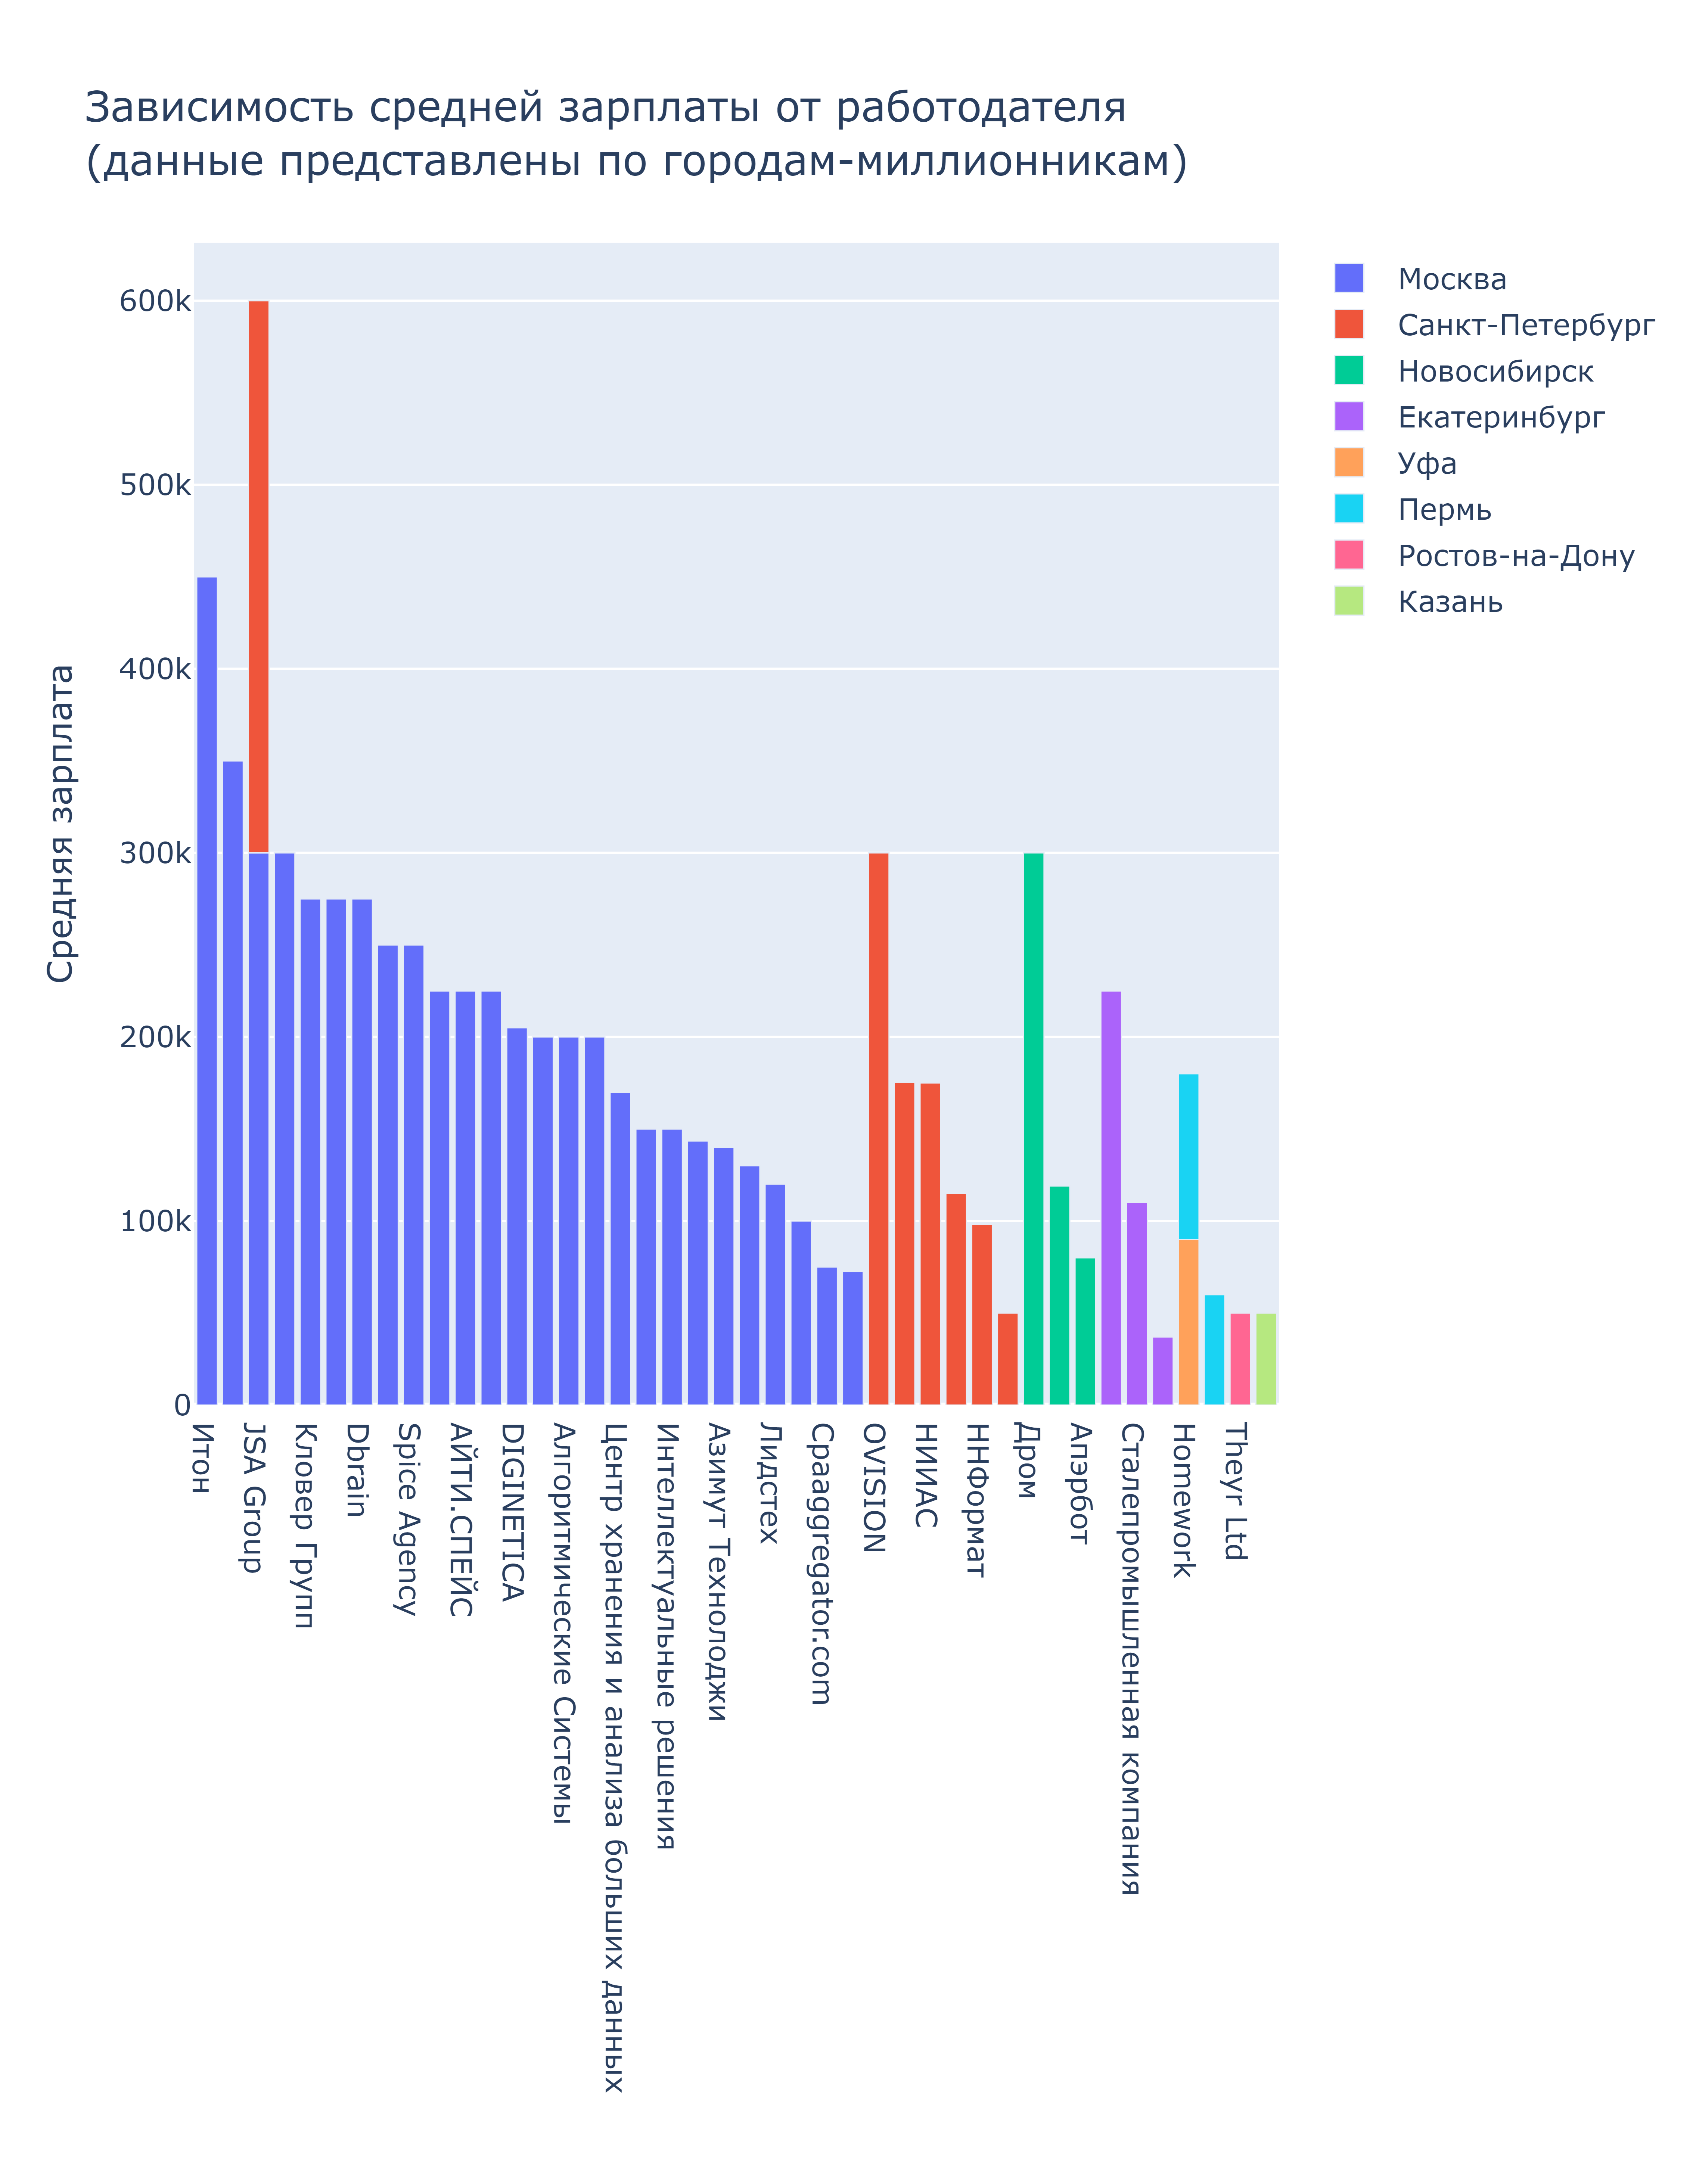 Зависимость средней зарплаты от работодателя
(данные представлены по городам-миллионникам)
Москва
Санкт-Петербург
Новосибирск
Екатеринбург
Уфа
Пермь
Ростов-на-Дону
Казань
Средняя зарплата
600k
500k
400k
300k
200k
100k
0
Итон
JSA Group
Кловер Групп
Dbrain
Spice Agency
АЙТИ.СПЕЙС
DIGINETICA
Алгоритмические Системы
Центр хранения и анализа больших данных
Интеллектуальные решения
Азимут Технолоджи
Лидстех
Сраaggregator.com
OVISION
НИИАС
ННФормат
Дром
Апэрбот
Сталепромышленная компания
Homework
Theyr Ltd